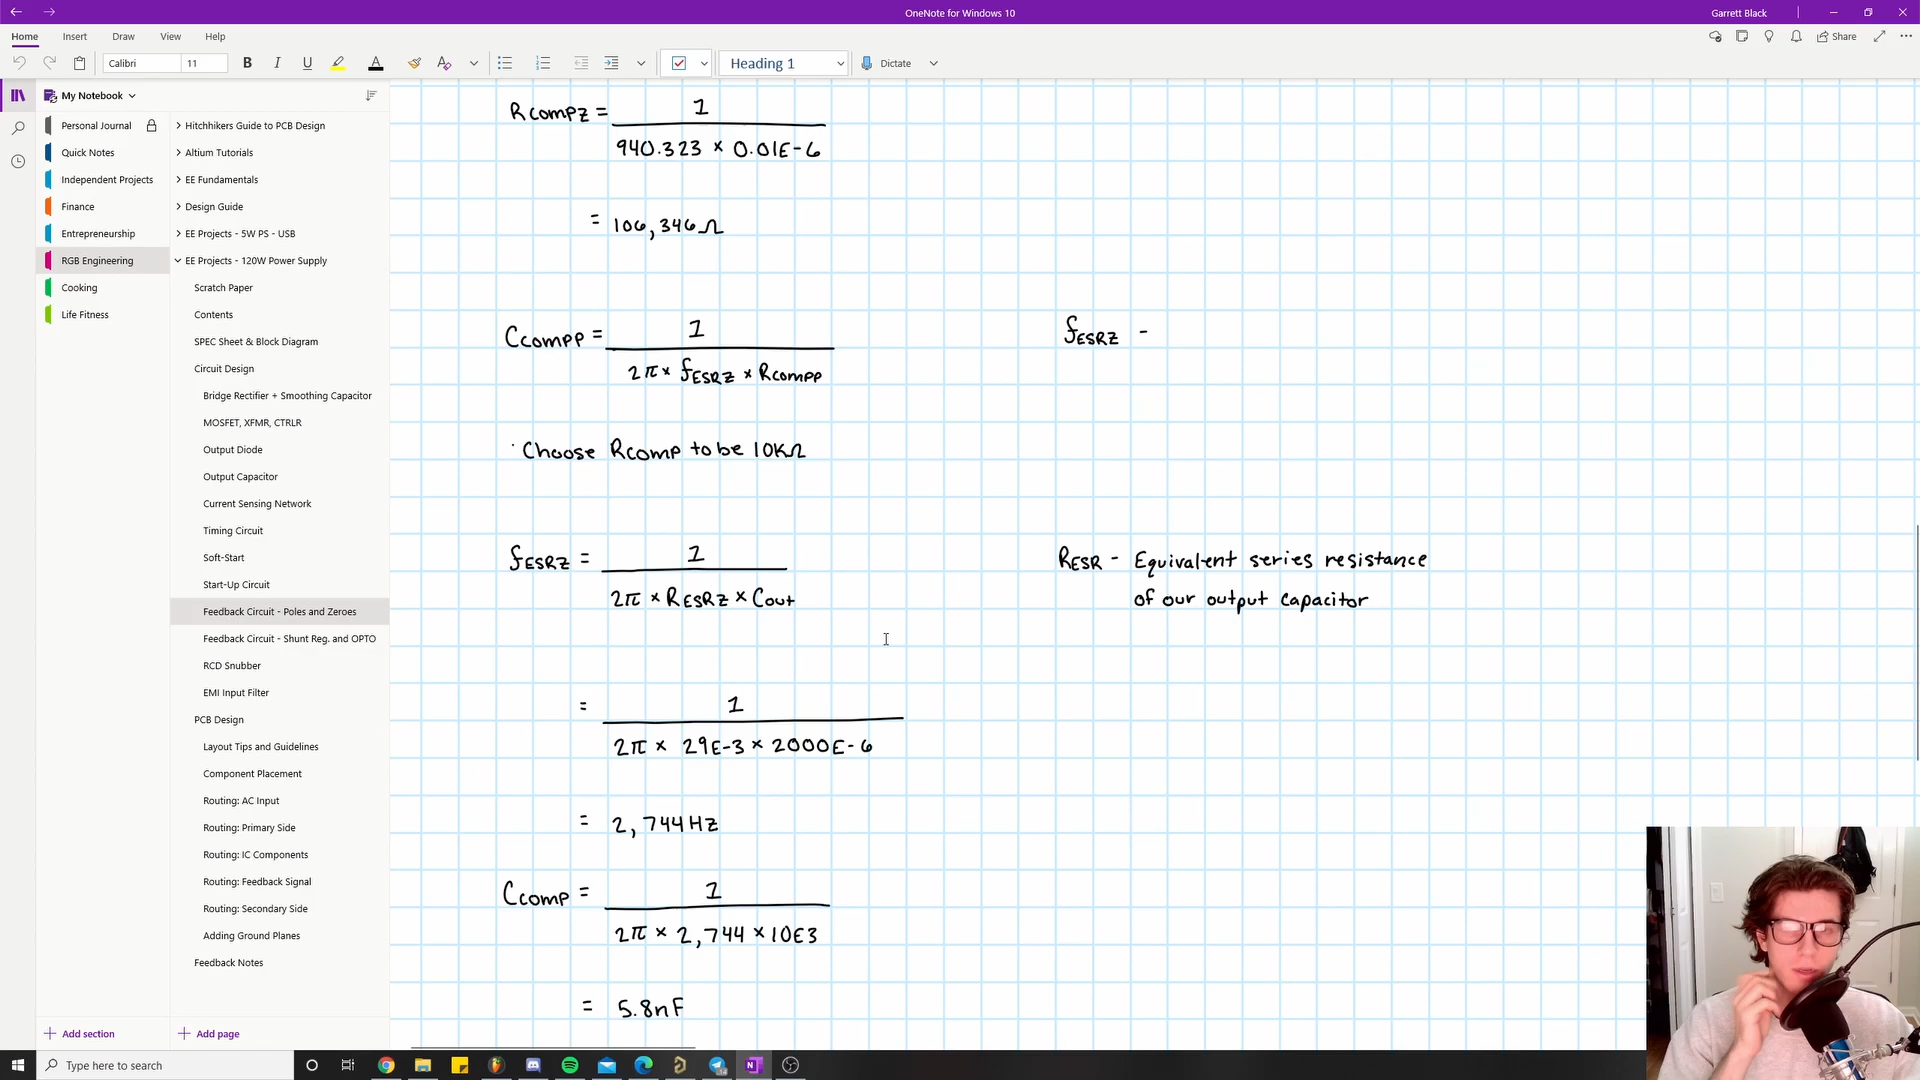 OneNote for Windows 10
Garrett Black
Home
Insert
Draw
View
Help
Share
Calibri
11
B
I
U
A
Heading 1
Dictate
My Notebook
Personal Journal
Quick Notes
Independent Projects
Finance
Entrepreneurship
RGB Engineering
Cooking
Life Fitness
Add section
Hitchhikers Guide to PCB Design
Altium Tutorials
EE Fundamentals
Design Guide
EE Projects - 5W PS - USB
EE Projects - 120W Power Supply
Scratch Paper
Contents
SPEC Sheet & Block Diagram
Circuit Design
Bridge Rectifier + Smoothing Capacitor
MOSFET, XFMR, CTRLR
Output Diode
Output Capacitor
Current Sensing Network
Timing Circuit
Soft-Start
Start-Up Circuit
Feedback Circuit - Poles and Zeroes
Feedback Circuit - Shunt Reg. and OPTO
RCD Snubber
EMI Input Filter
PCB Design
Layout Tips and Guidelines
Component Placement
Routing: AC Input
Routing: Primary Side
Routing: IC Components
Routing: Feedback Signal
Routing: Secondary Side
Adding Ground Planes
Feedback Notes
Add page
RCOMPZ = 1
940.323 × 0.01E-6
= 106,346Ω
CCOMPP = 1
2π × fESRZ × Rcompp
· Choose Rcomp to be 10KΩ
fESRZ = 1
2π × RESRZ × Cout
= 1
2π × 29E-3 × 2000E-6
= 2,744Hz
Ccomp = 1
2π × 2,744 × 10E3
= 5.8nF
fESRZ -
RESR - Equivalent series resistance
of our output capacitor
Type here to search